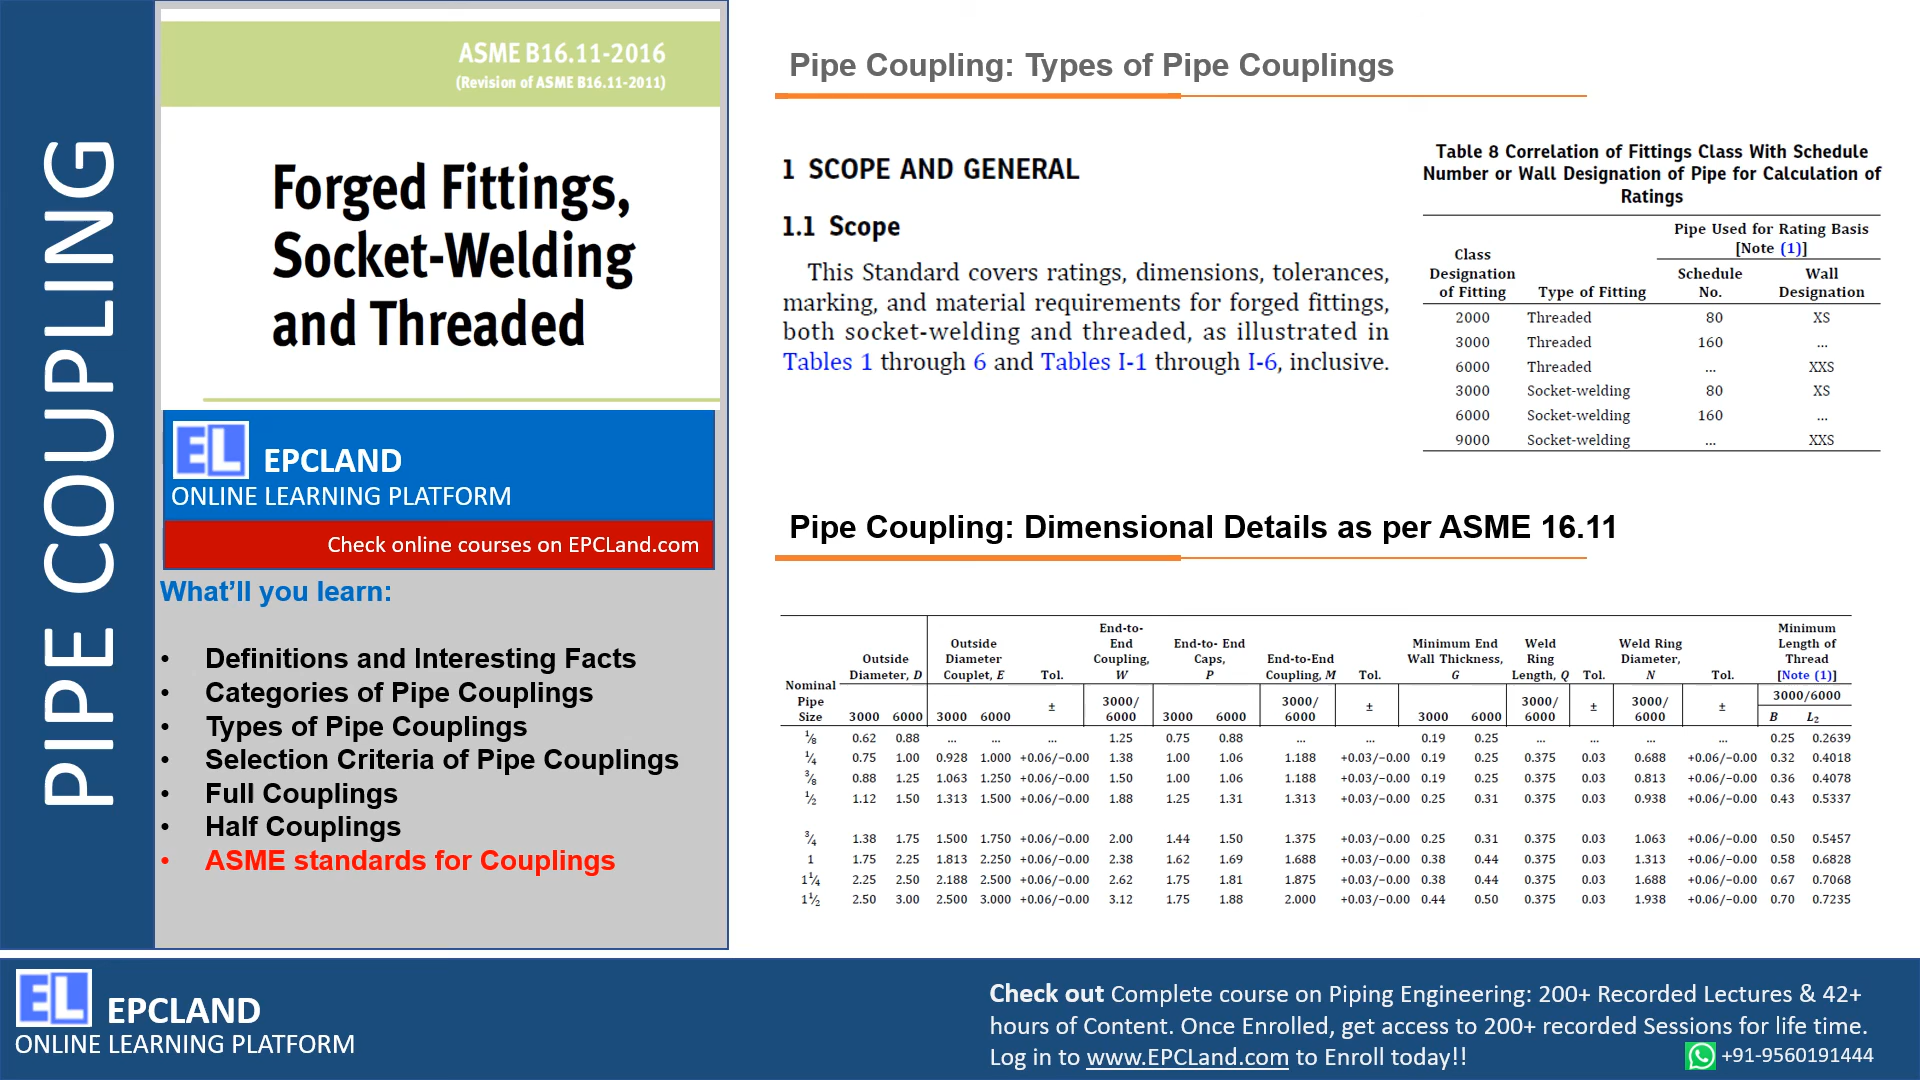 PIPE COUPLING
ASME B16.11-2016
(Revision of ASME B16.11-2011)
Forged Fittings,
Socket-Welding
and Threaded
EL EPCLAND
ONLINE LEARNING PLATFORM
Check online courses on EPCLand.com
What’ll you learn:
• Definitions and Interesting Facts
• Categories of Pipe Couplings
• Types of Pipe Couplings
• Selection Criteria of Pipe Couplings
• Full Couplings
• Half Couplings
• ASME standards for Couplings
Pipe Coupling: Types of Pipe Couplings
1 SCOPE AND GENERAL
1.1 Scope
This Standard covers ratings, dimensions, tolerances,
marking, and material requirements for forged fittings,
both socket-welding and threaded, as illustrated in
Tables 1 through 6 and Tables I-1 through I-6, inclusive.
Table 8 Correlation of Fittings Class With Schedule
Number or Wall Designation of Pipe for Calculation of
Ratings
Pipe Used for Rating Basis
[Note (1)]
Class
Designation
of Fitting Type of Fitting Schedule
No. Wall
Designation
2000 Threaded 80 XS
3000 Threaded 160 ...
6000 Threaded ... XXS
3000 Socket-welding 80 XS
6000 Socket-welding 160 ...
9000 Socket-welding ... XXS
Pipe Coupling: Dimensional Details as per ASME 16.11
Nominal
Pipe
Size
Outside
Diameter, D
Outside
Diameter
Couplet, E
Tol.
End-to-
End
Coupling,
W
End-to- End
Caps,
P
End-to-End
Coupling, M
Tol.
Minimum End
Wall Thickness,
G
Weld
Ring
Length, Q
Tol.
Weld Ring
Diameter,
N
Tol.
Minimum
Length of
Thread
[Note (1)]
3000 6000 3000 6000 ± 3000/
6000 3000 6000 3000/
6000 ± 3000 6000 3000/
6000 ± 3000/
6000 ± 3000/6000
B L₂
⅛ 0.62 0.88 ... ... ... 1.25 0.75 0.88 ... ... 0.19 0.25 ... ... ... ... 0.25 0.2639
¼ 0.75 1.00 0.928 1.000 +0.06/−0.00 1.38 1.00 1.06 1.188 +0.03/−0.00 0.19 0.25 0.375 0.03 0.688 +0.06/−0.00 0.32 0.4018
⅜ 0.88 1.25 1.063 1.250 +0.06/−0.00 1.50 1.00 1.06 1.188 +0.03/−0.00 0.19 0.25 0.375 0.03 0.813 +0.06/−0.00 0.36 0.4078
½ 1.12 1.50 1.313 1.500 +0.06/−0.00 1.88 1.25 1.31 1.313 +0.03/−0.00 0.25 0.31 0.375 0.03 0.938 +0.06/−0.00 0.43 0.5337
¾ 1.38 1.75 1.500 1.750 +0.06/−0.00 2.00 1.44 1.50 1.375 +0.03/−0.00 0.25 0.31 0.375 0.03 1.063 +0.06/−0.00 0.50 0.5457
1 1.75 2.25 1.813 2.250 +0.06/−0.00 2.38 1.62 1.69 1.688 +0.03/−0.00 0.38 0.44 0.375 0.03 1.313 +0.06/−0.00 0.58 0.6828
1¼ 2.25 2.50 2.188 2.500 +0.06/−0.00 2.62 1.75 1.81 1.875 +0.03/−0.00 0.38 0.44 0.375 0.03 1.688 +0.06/−0.00 0.67 0.7068
1½ 2.50 3.00 2.500 3.000 +0.06/−0.00 3.12 1.75 1.88 2.000 +0.03/−0.00 0.44 0.50 0.375 0.03 1.938 +0.06/−0.00 0.70 0.7235
EL EPCLAND
ONLINE LEARNING PLATFORM
Check out Complete course on Piping Engineering: 200+ Recorded Lectures & 42+
hours of Content. Once Enrolled, get access to 200+ recorded Sessions for life time.
Log in to www.EPCLand.com to Enroll today!!
+91-9560191444